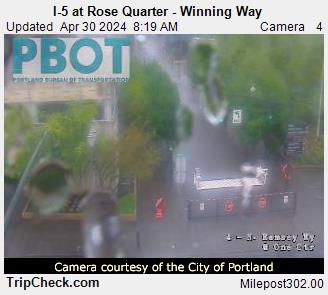 I-5 at Rose Quarter - Winning Way
Updated Apr 30 2024 8:19 AM Camera 4
PBOT
PORTLAND BUREAU OF TRANSPORTATION
Camera courtesy of the City of Portland
TripCheck.com Milepost302.00